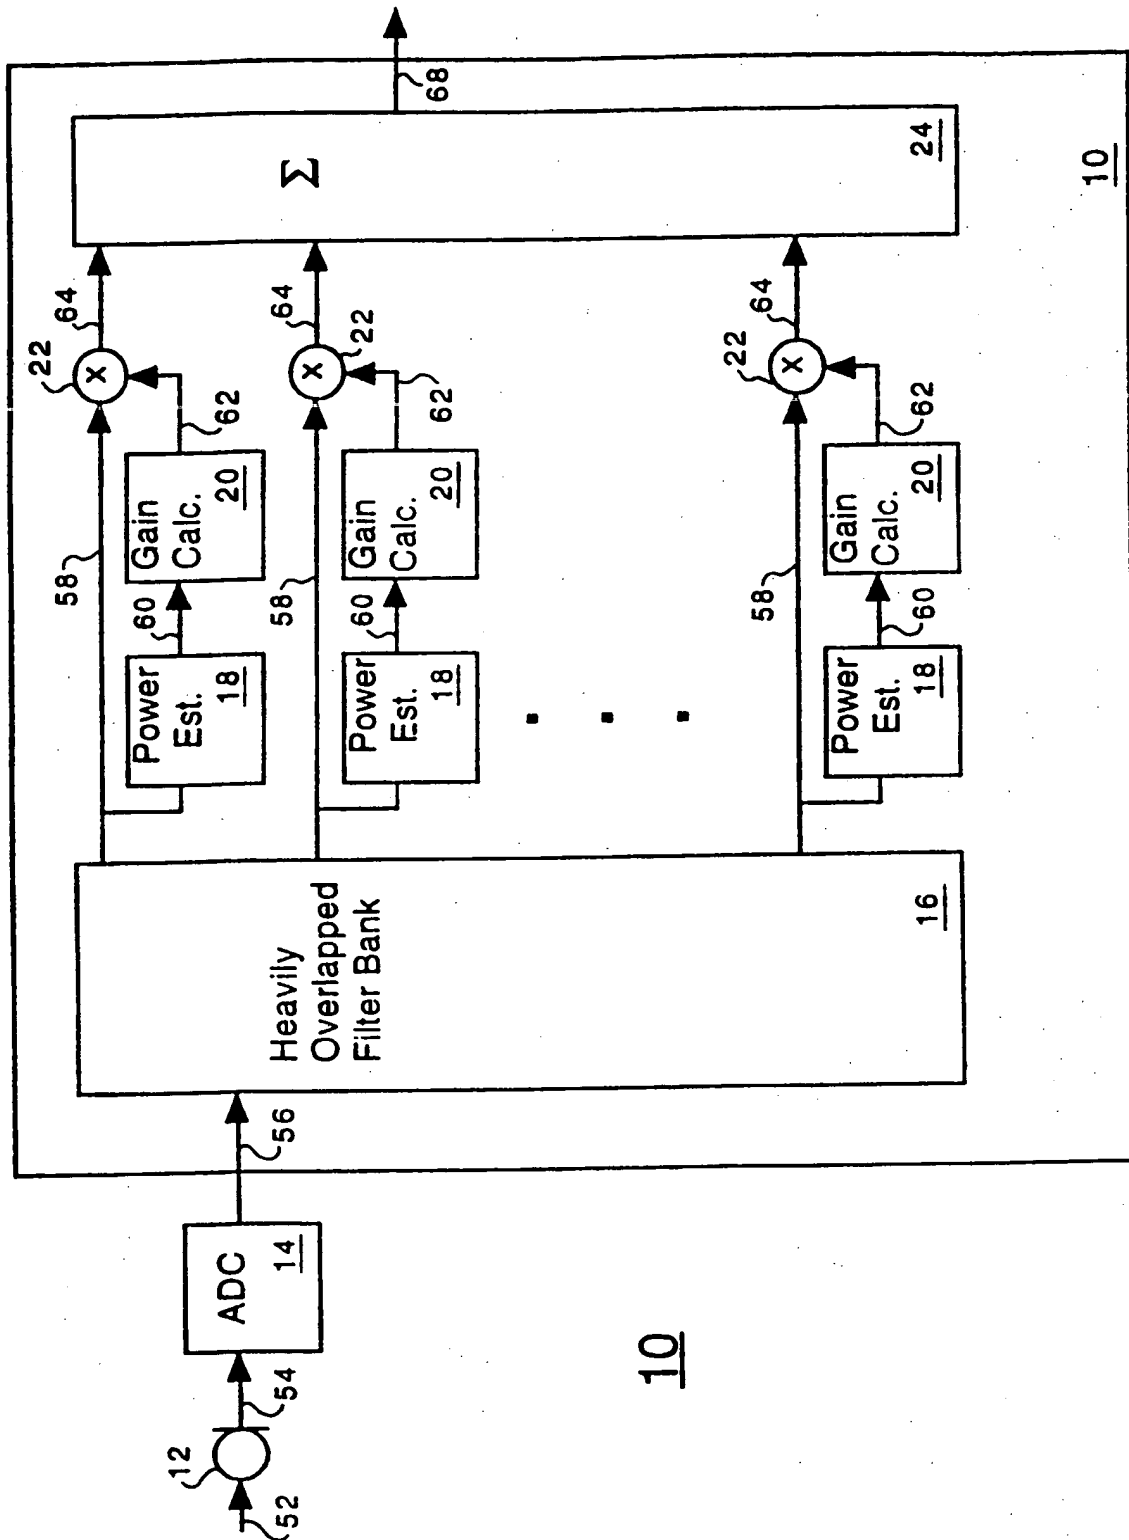 52
12
54
ADC
14
56
Heavily
Overlapped
Filter Bank
16
58
Power
Est.
18
60
Gain
Calc.
20
62
22
X
64
58
Power
Est.
18
60
Gain
Calc.
20
62
22
X
64
. . .
58
Power
Est.
18
60
Gain
Calc.
20
62
22
X
64
Σ
24
68
10
10